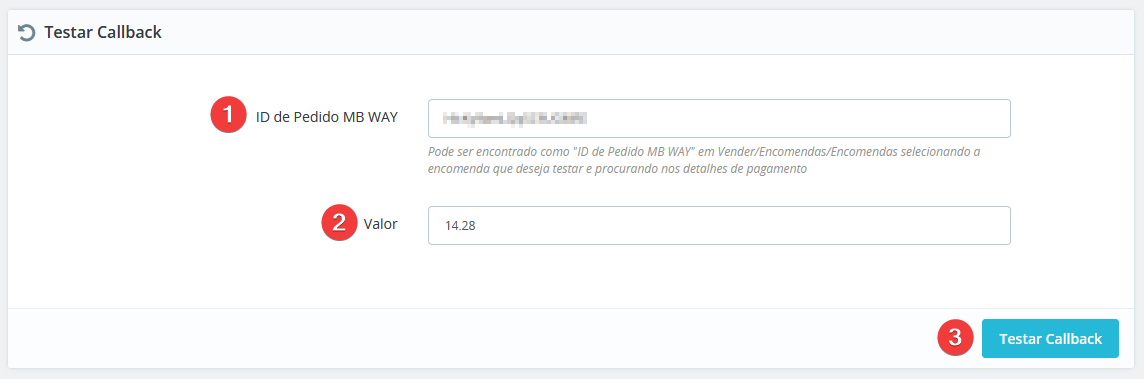 Testar Callback
1 ID de Pedido MB WAY
Pode ser encontrado como "ID de Pedido MB WAY" em Vender/Encomendas/Encomendas selecionando a
encomenda que deseja testar e procurando nos detalhes de pagamento
2 Valor 14.28
3 Testar Callback